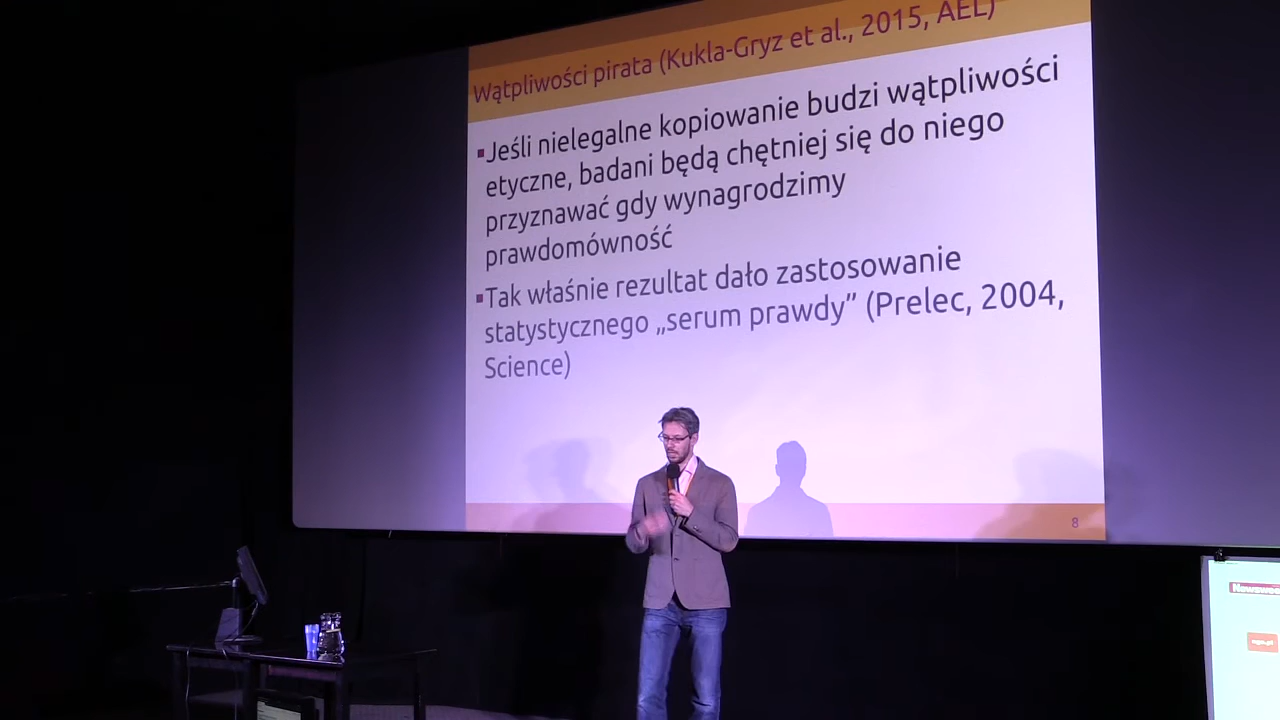 Wątpliwości pirata (Kukla-Gryz et al., 2015, AEL)
▪Jeśli nielegalne kopiowanie budzi wątpliwości
etyczne, badani będą chętniej się do niego
przyznawać gdy wynagrodzimy
prawdomówność
▪Tak właśnie rezultat dało zastosowanie
statystycznego „serum prawdy” (Prelec, 2004,
Science)
8